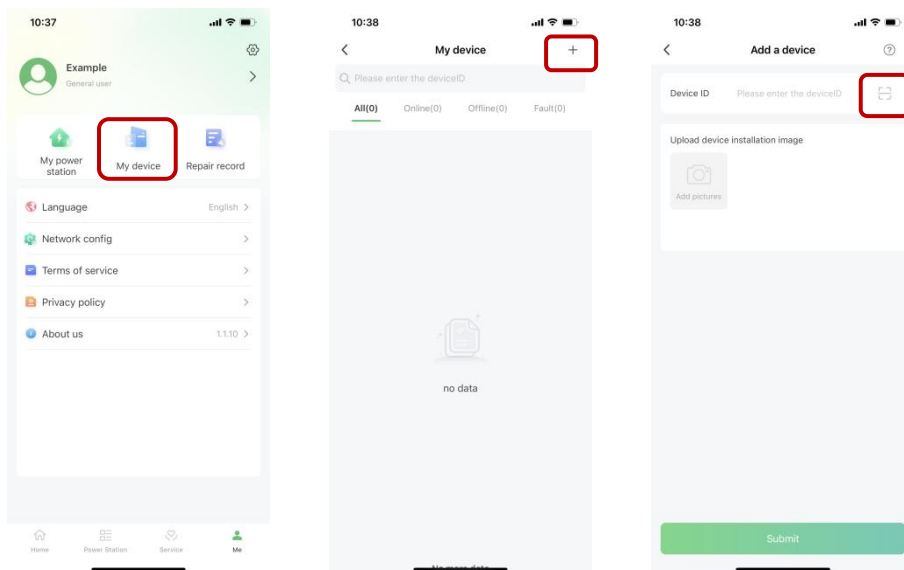 10:37
Example
General user
My power
station
My device
Repair record
Language
English
Network config
Terms of service
Privacy policy
About us
1.1.10
Home
Power Station
Service
Me
10:38
My device
Please enter the deviceID
All(0)
Online(0)
Offline(0)
Fault(0)
no data
No more data
10:38
Add a device
Device ID
Please enter the deviceID
Upload device installation image
Add pictures
Submit